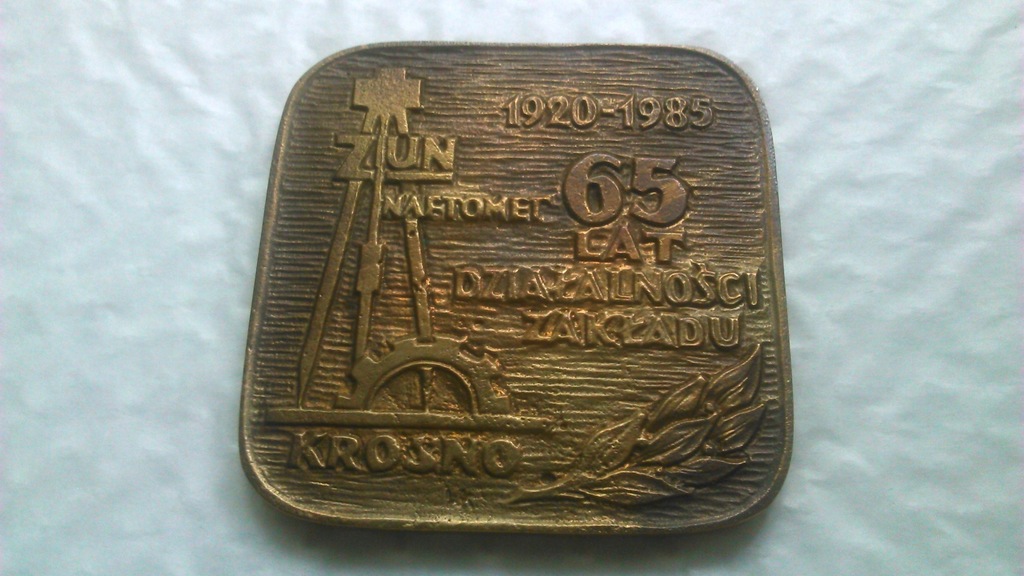 1920-1985
ZUN
NAFTOMET
65
LAT
DZIAŁALNOŚCI
ZAKŁADU
KROSNO